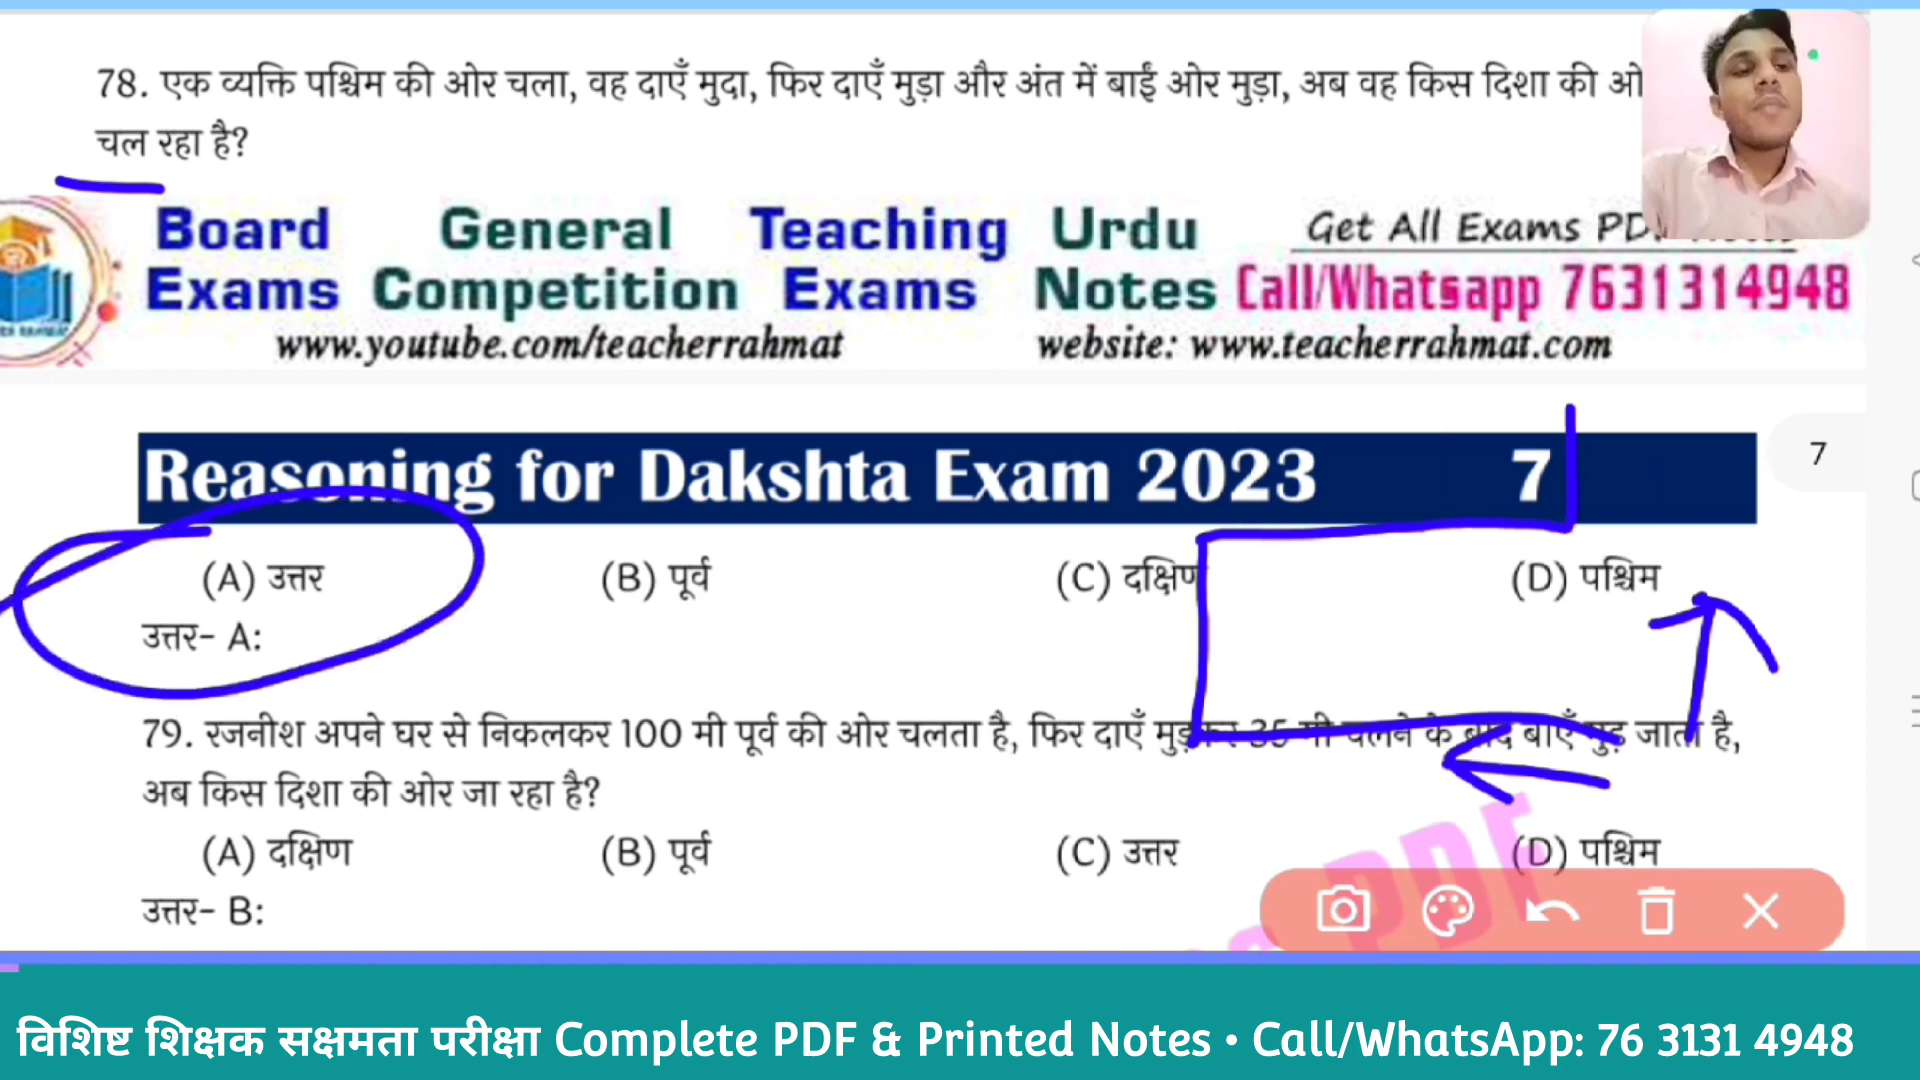 78. एक व्यक्ति पश्चिम की ओर चला, वह दाएँ मुदा, फिर दाएँ मुड़ा और अंत में बाईं ओर मुड़ा, अब वह किस दिशा की ओ
चल रहा है?
Board General Teaching Urdu Get All Exams
Exams Competition Exams Notes Call/Whatsapp 7631314948
www.youtube.com/teacherrahmat website: www.teacherrahmat.com
Reasoning for Dakshta Exam 2023 7
7
(A) उत्तर (B) पूर्व (C) दक्षिण (D) पश्चिम
उत्तर- A:
79. रजनीश अपने घर से निकलकर 100 मी पूर्व की ओर चलता है, फिर दाएँ मुड़कर 35 मी चलने के बाद बाएँ मुड़ जाता है,
अब किस दिशा की ओर जा रहा है?
(A) दक्षिण (B) पूर्व (C) उत्तर (D) पश्चिम
उत्तर- B:
PDF
विशिष्ट शिक्षक सक्षमता परीक्षा Complete PDF & Printed Notes • Call/WhatsApp: 76 3131 4948